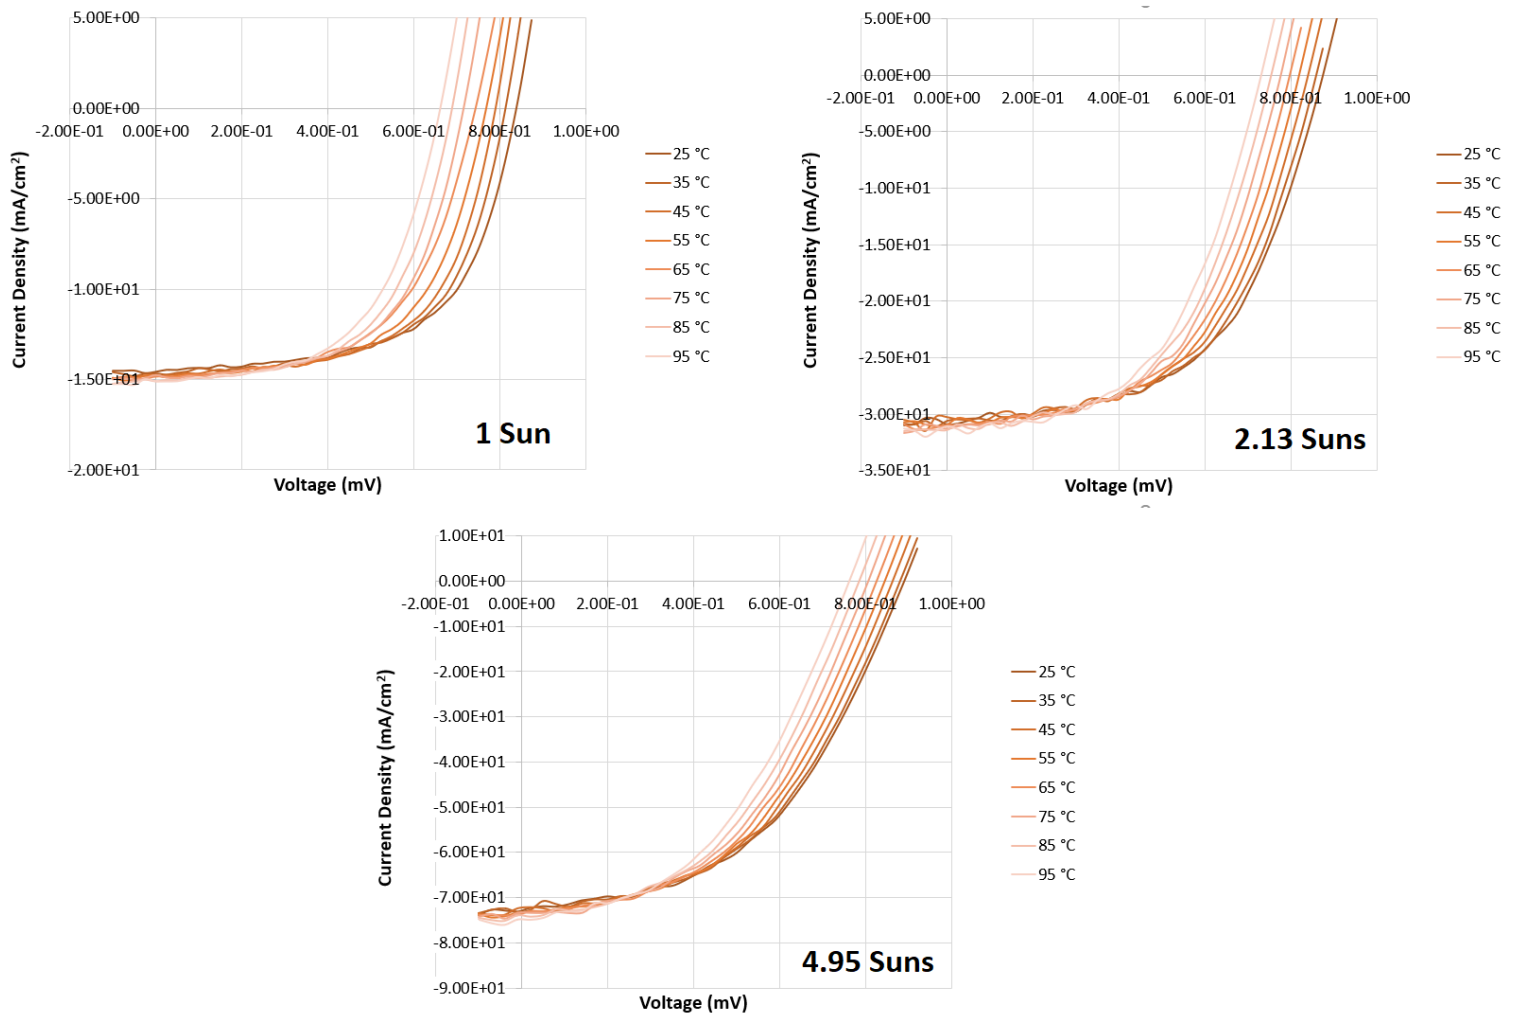 5.00E+00
0.00E+00
-2.00E-01 0.00E+00 2.00E-01 4.00E-01 6.00E-01 8.00E-01 1.00E+00
-5.00E+00
-1.00E+01
-1.50E+01
-2.00E+01
Current Density (mA/cm²)
Voltage (mV)
1 Sun
25 °C
35 °C
45 °C
55 °C
65 °C
75 °C
85 °C
95 °C
5.00E+00
0.00E+00
-2.00E-01 0.00E+00 2.00E-01 4.00E-01 6.00E-01 8.00E-01 1.00E+00
-5.00E+00
-1.00E+01
-1.50E+01
-2.00E+01
-2.50E+01
-3.00E+01
-3.50E+01
Current Density (mA/cm²)
Voltage (mV)
2.13 Suns
25 °C
35 °C
45 °C
55 °C
65 °C
75 °C
85 °C
95 °C
1.00E+01
0.00E+00
-2.00E-01 0.00E+00 2.00E-01 4.00E-01 6.00E-01 8.00E-01 1.00E+00
-1.00E+01
-2.00E+01
-3.00E+01
-4.00E+01
-5.00E+01
-6.00E+01
-7.00E+01
-8.00E+01
-9.00E+01
Current Density (mA/cm²)
Voltage (mV)
4.95 Suns
25 °C
35 °C
45 °C
55 °C
65 °C
75 °C
85 °C
95 °C